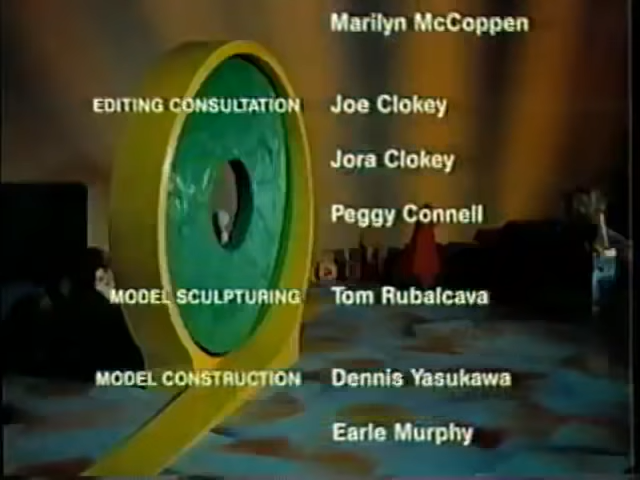 Marilyn McCoppen
EDITING CONSULTATION Joe Clokey
Jora Clokey
Peggy Connell
MODEL SCULPTURING Tom Rubalcava
MODEL CONSTRUCTION Dennis Yasukawa
Earle Murphy